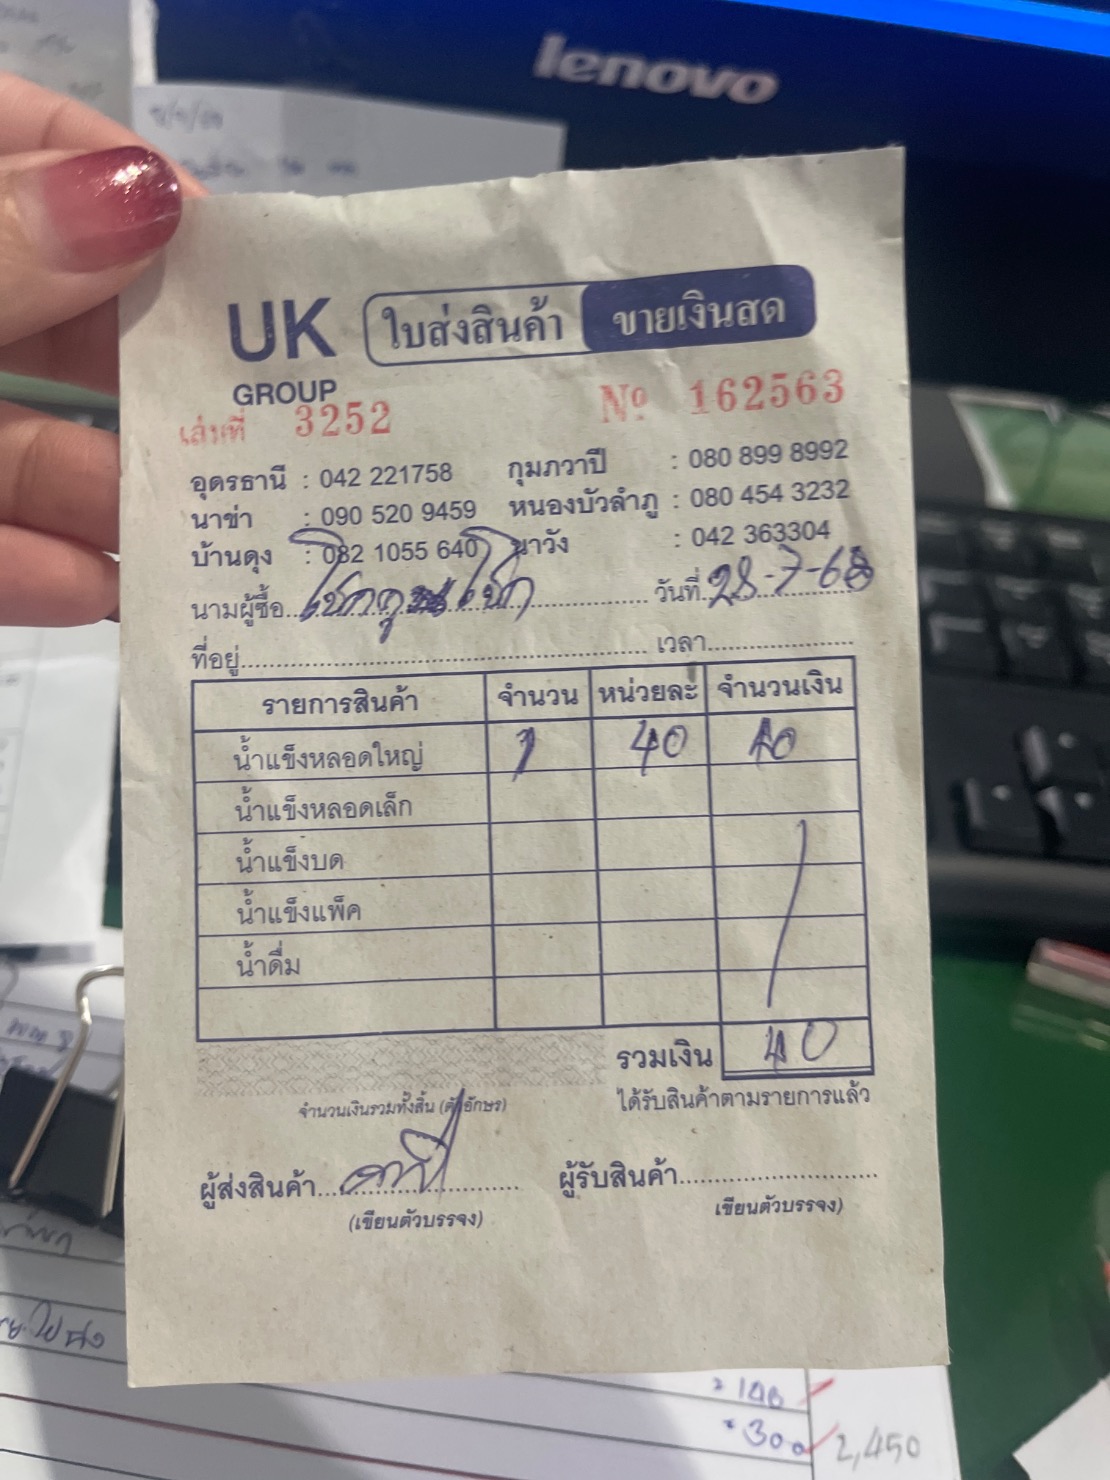 lenovo
UK
GROUP
ใบส่งสินค้า ขายเงินสด
เล่มที่ 3252 Nº 162563
อุดรธานี : 042 221758 กุมภวาปี : 080 899 8992
นาข่า : 090 520 9459 หนองบัวลำภู : 080 454 3232
บ้านดุง : 082 1055 640 นาวัง : 042 363304
นามผู้ซื้อ โชคคูณโชค วันที่ 28-7-68
ที่อยู่ เวลา
รายการสินค้า จำนวน หน่วยละ จำนวนเงิน
น้ำแข็งหลอดใหญ่ 1 40 40
น้ำแข็งหลอดเล็ก
น้ำแข็งบด
น้ำแข็งแพ็ค
น้ำดื่ม
รวมเงิน 40
จำนวนเงินรวมทั้งสิ้น (ตัวอักษร) ได้รับสินค้าตามรายการแล้ว
ผู้ส่งสินค้า ผู้รับสินค้า
(เขียนตัวบรรจง) เขียนตัวบรรจง)
300 2,450